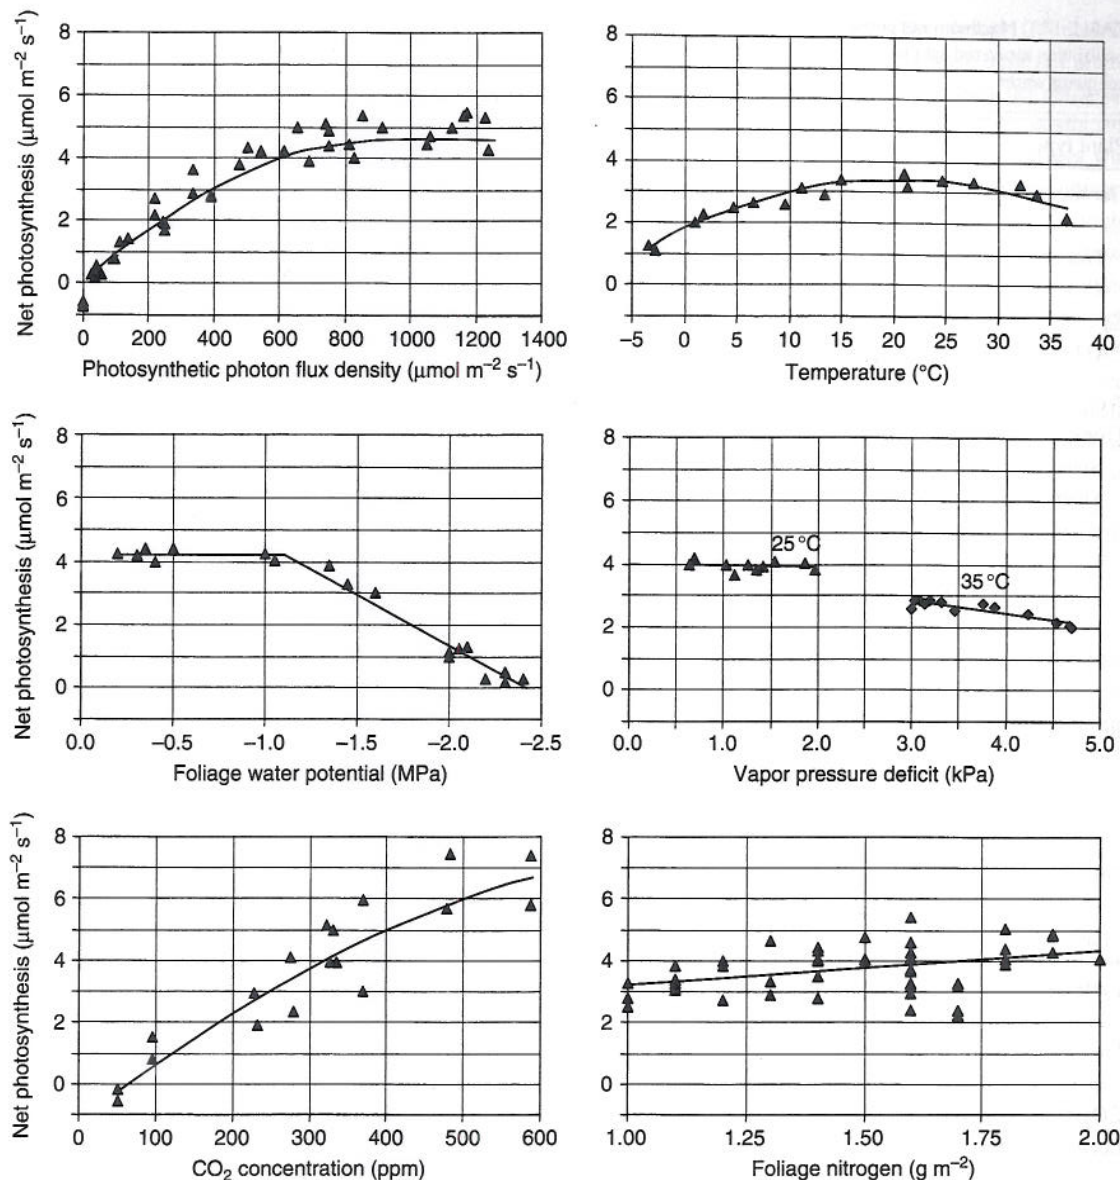 Net photosynthesis (μmol m⁻² s⁻¹)
8
6
4
2
0
0 200 400 600 800 1000 1200 1400
Photosynthetic photon flux density (μmol m⁻² s⁻¹)
8
6
4
2
0
−5 0 5 10 15 20 25 30 35 40
Temperature (°C)
Net photosynthesis (μmol m⁻² s⁻¹)
8
6
4
2
0
0.0 −0.5 −1.0 −1.5 −2.0 −2.5
Foliage water potential (MPa)
8
6
4
2
0
25 °C
35 °C
0.0 1.0 2.0 3.0 4.0 5.0
Vapor pressure deficit (kPa)
Net photosynthesis (μmol m⁻² s⁻¹)
8
6
4
2
0
0 100 200 300 400 500 600
CO₂ concentration (ppm)
8
6
4
2
0
1.00 1.25 1.50 1.75 2.00
Foliage nitrogen (g m⁻²)